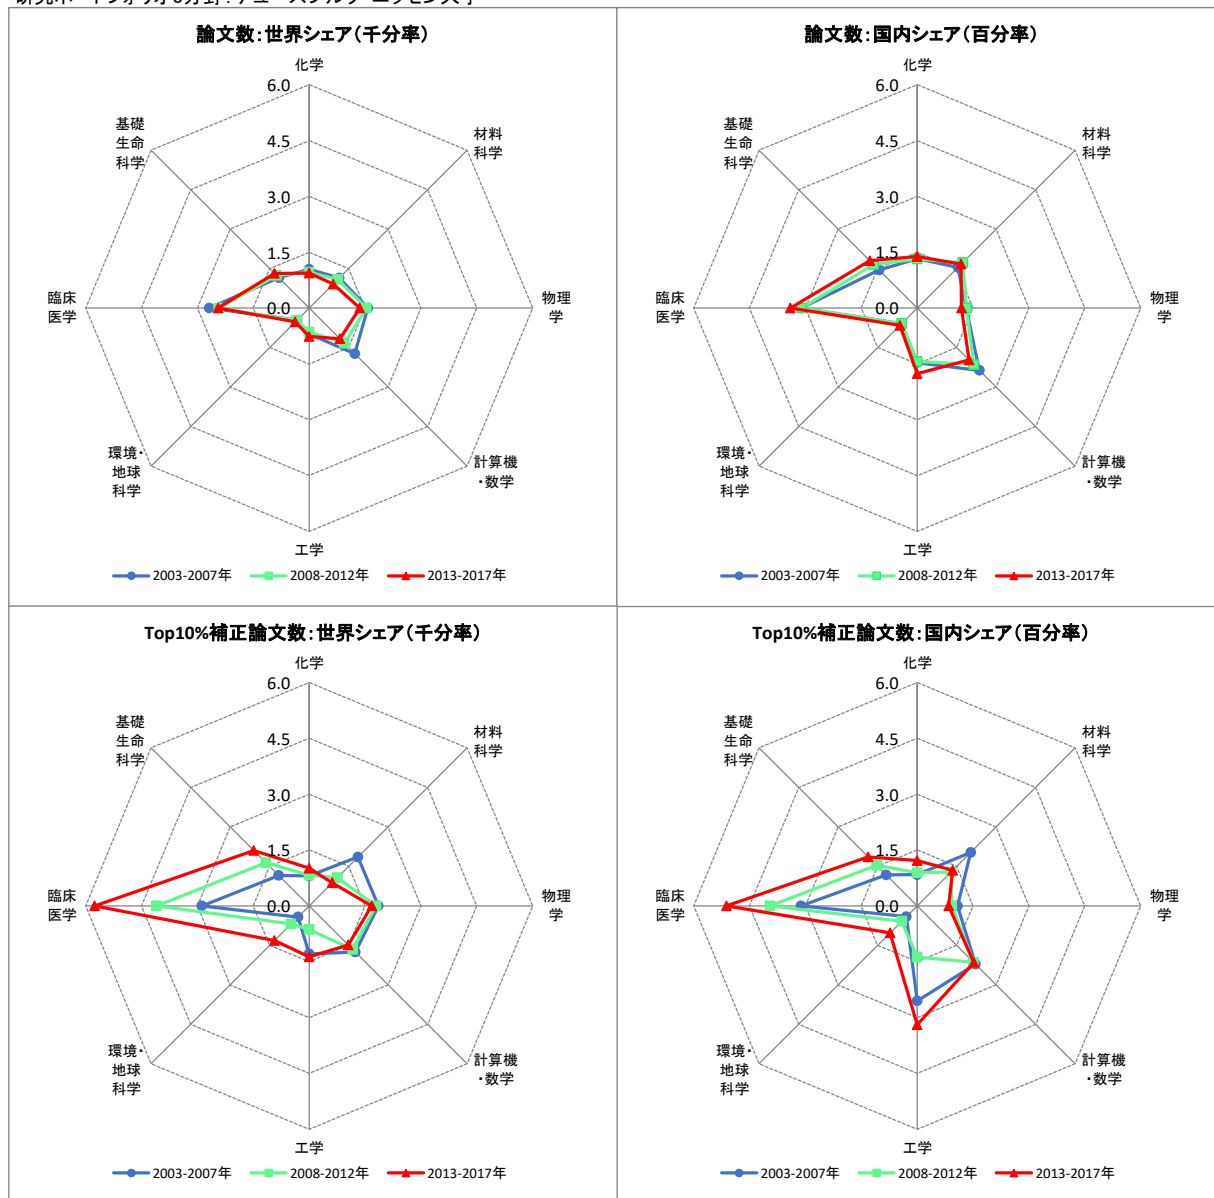 論文数：世界シェア（千分率）
化学
6.0
4.5
3.0
1.5
0.0
材料
科学
物理
学
計算機
・数学
工学
環境・
地球
科学
臨床
医学
基礎
生命
科学
2003-2007年
2008-2012年
2013-2017年
論文数：国内シェア（百分率）
化学
6.0
4.5
3.0
1.5
0.0
材料
科学
物理
学
計算機
・数学
工学
環境・
地球
科学
臨床
医学
基礎
生命
科学
2003-2007年
2008-2012年
2013-2017年
Top10%補正論文数：世界シェア（千分率）
化学
6.0
4.5
3.0
1.5
0.0
材料
科学
物理
学
計算機
・数学
工学
環境・
地球
科学
臨床
医学
基礎
生命
科学
2003-2007年
2008-2012年
2013-2017年
Top10%補正論文数：国内シェア（百分率）
化学
6.0
4.5
3.0
1.5
0.0
材料
科学
物理
学
計算機
・数学
工学
環境・
地球
科学
臨床
医学
基礎
生命
科学
2003-2007年
2008-2012年
2013-2017年